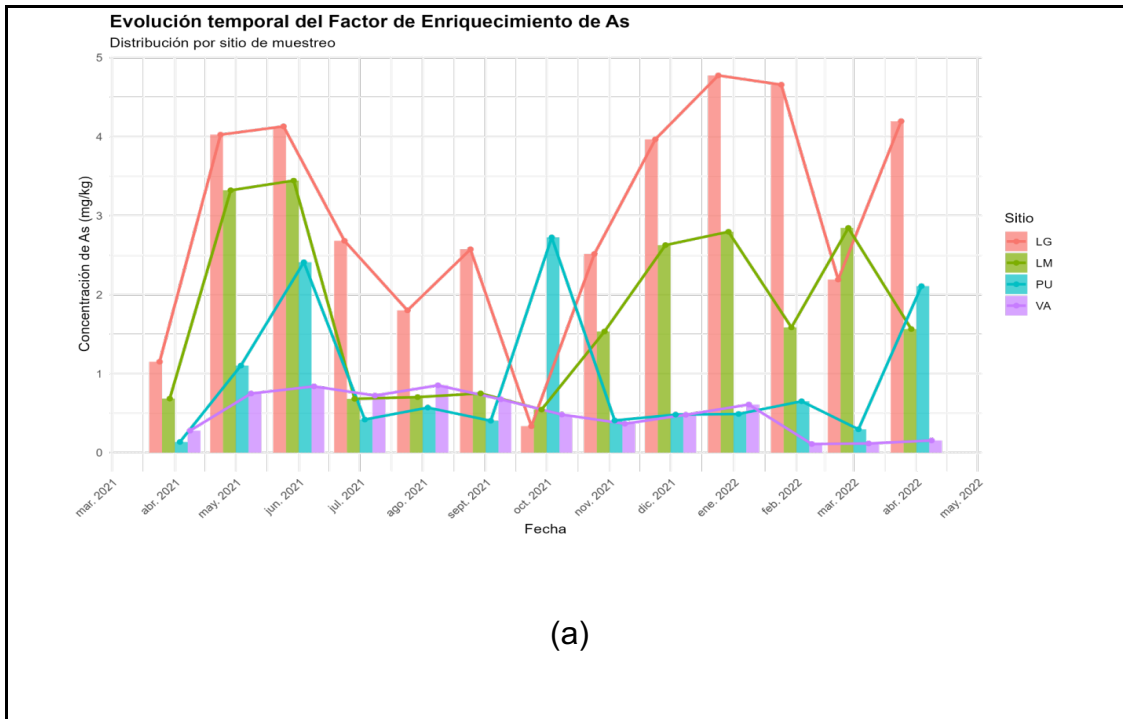 Evolución temporal del Factor de Enriquecimiento de As
Distribución por sitio de muestreo
Concentración de As (mg/kg)
5
4
3
2
1
0
mar. 2021
abr. 2021
may. 2021
jun. 2021
jul. 2021
ago. 2021
sept. 2021
oct. 2021
nov. 2021
dic. 2021
ene. 2022
feb. 2022
mar. 2022
abr. 2022
may. 2022
Fecha
Sitio
LG
LM
PU
VA
(a)